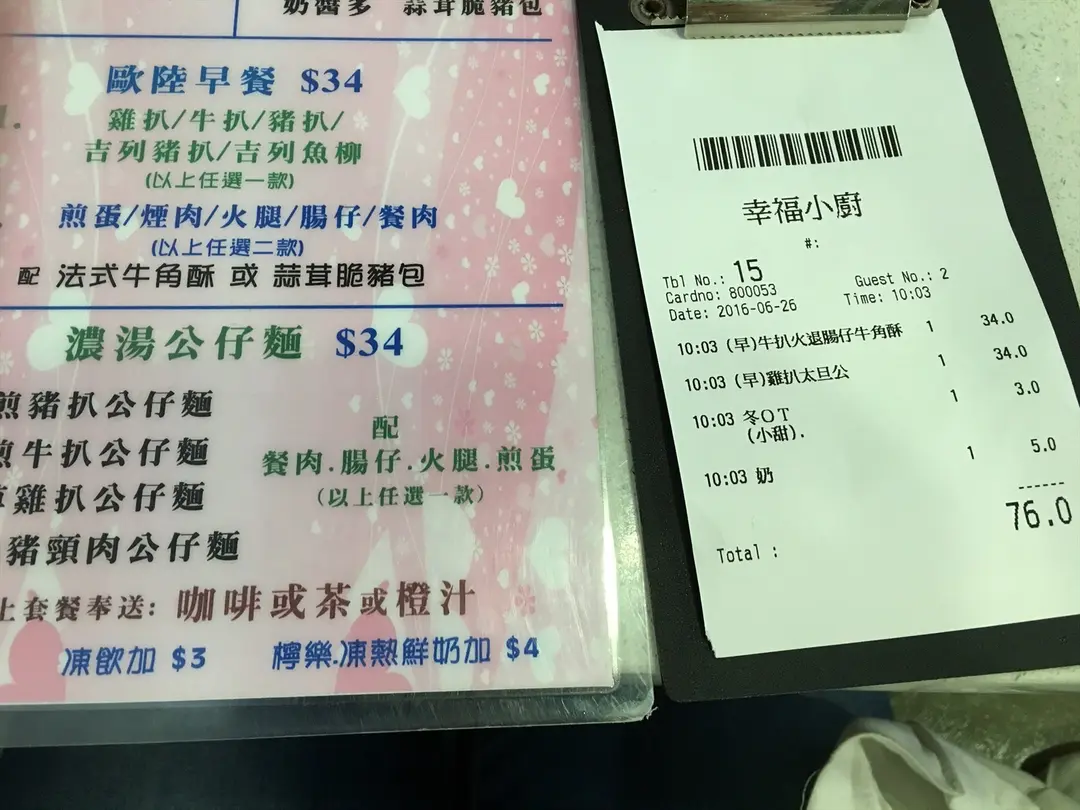 奶醬多 蒜茸脆豬包
歐陸早餐 $34
雞扒/牛扒/豬扒/
吉列豬扒/吉列魚柳
(以上任選一款)
煎蛋/煙肉/火腿/腸仔/餐肉
(以上任選二款)
配 法式牛角酥 或 蒜茸脆豬包
濃湯公仔麵 $34
煎豬扒公仔麵
煎牛扒公仔麵
雞扒公仔麵
豬頸肉公仔麵
配
餐肉.腸仔.火腿.煎蛋
(以上任選一款)
上套餐奉送: 咖啡或茶或橙汁
凍飲加 $3 檸樂.凍熱鮮奶加 $4
幸福小廚
#:
Tbl No.: 15 Guest No.: 2
Cardno: 800053 Time: 10:03
Date: 2016-06-26
10:03 (早)牛扒火退腸仔牛角酥 1 34.0
10:03 (早)雞扒太旦公 1 34.0
10:03 冬OT 1 3.0
(小甜).
10:03 奶 1 5.0
------
Total : 76.0